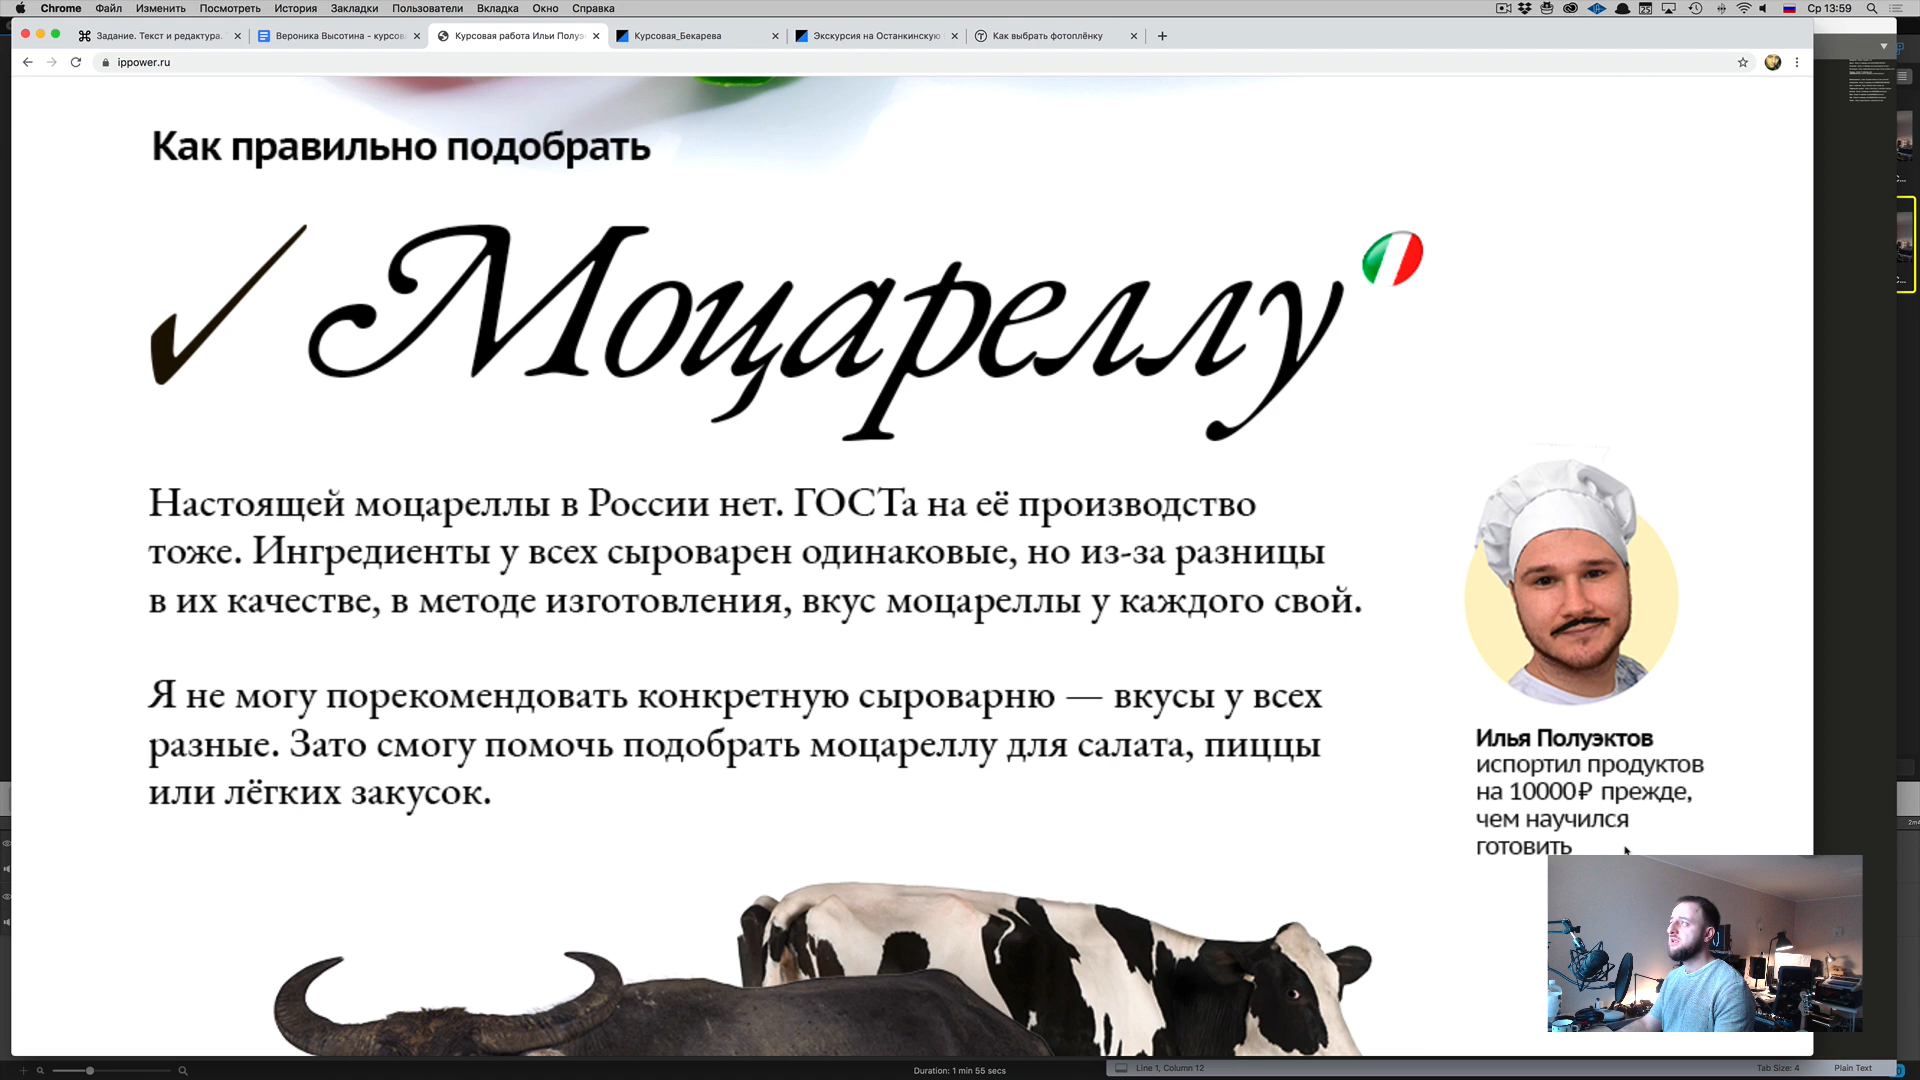 Chrome Файл Изменить Посмотреть История Закладки Пользователи Вкладка Окно Справка
25
Ср 13:59
Задание. Текст и редактура.
Вероника Высотина - курсов
Курсовая работа Ильи Полуэ
Курсовая_Бекарева
Экскурсия на Останкинскую
Как выбрать фотоплёнку
ippower.ru
Как правильно подобрать
Моцареллу
Настоящей моцареллы в России нет. ГОСТа на её производство
тоже. Ингредиенты у всех сыроварен одинаковые, но из-за разницы
в их качестве, в методе изготовления, вкус моцареллы у каждого свой.
Я не могу порекомендовать конкретную сыроварню — вкусы у всех
разные. Зато смогу помочь подобрать моцареллу для салата, пиццы
или лёгких закусок.
Илья Полуэктов
испортил продуктов
на 10000₽ прежде,
чем научился
готовить
Duration: 1 min 55 secs
Line 1, Column 12
Tab Size: 4
Plain Text